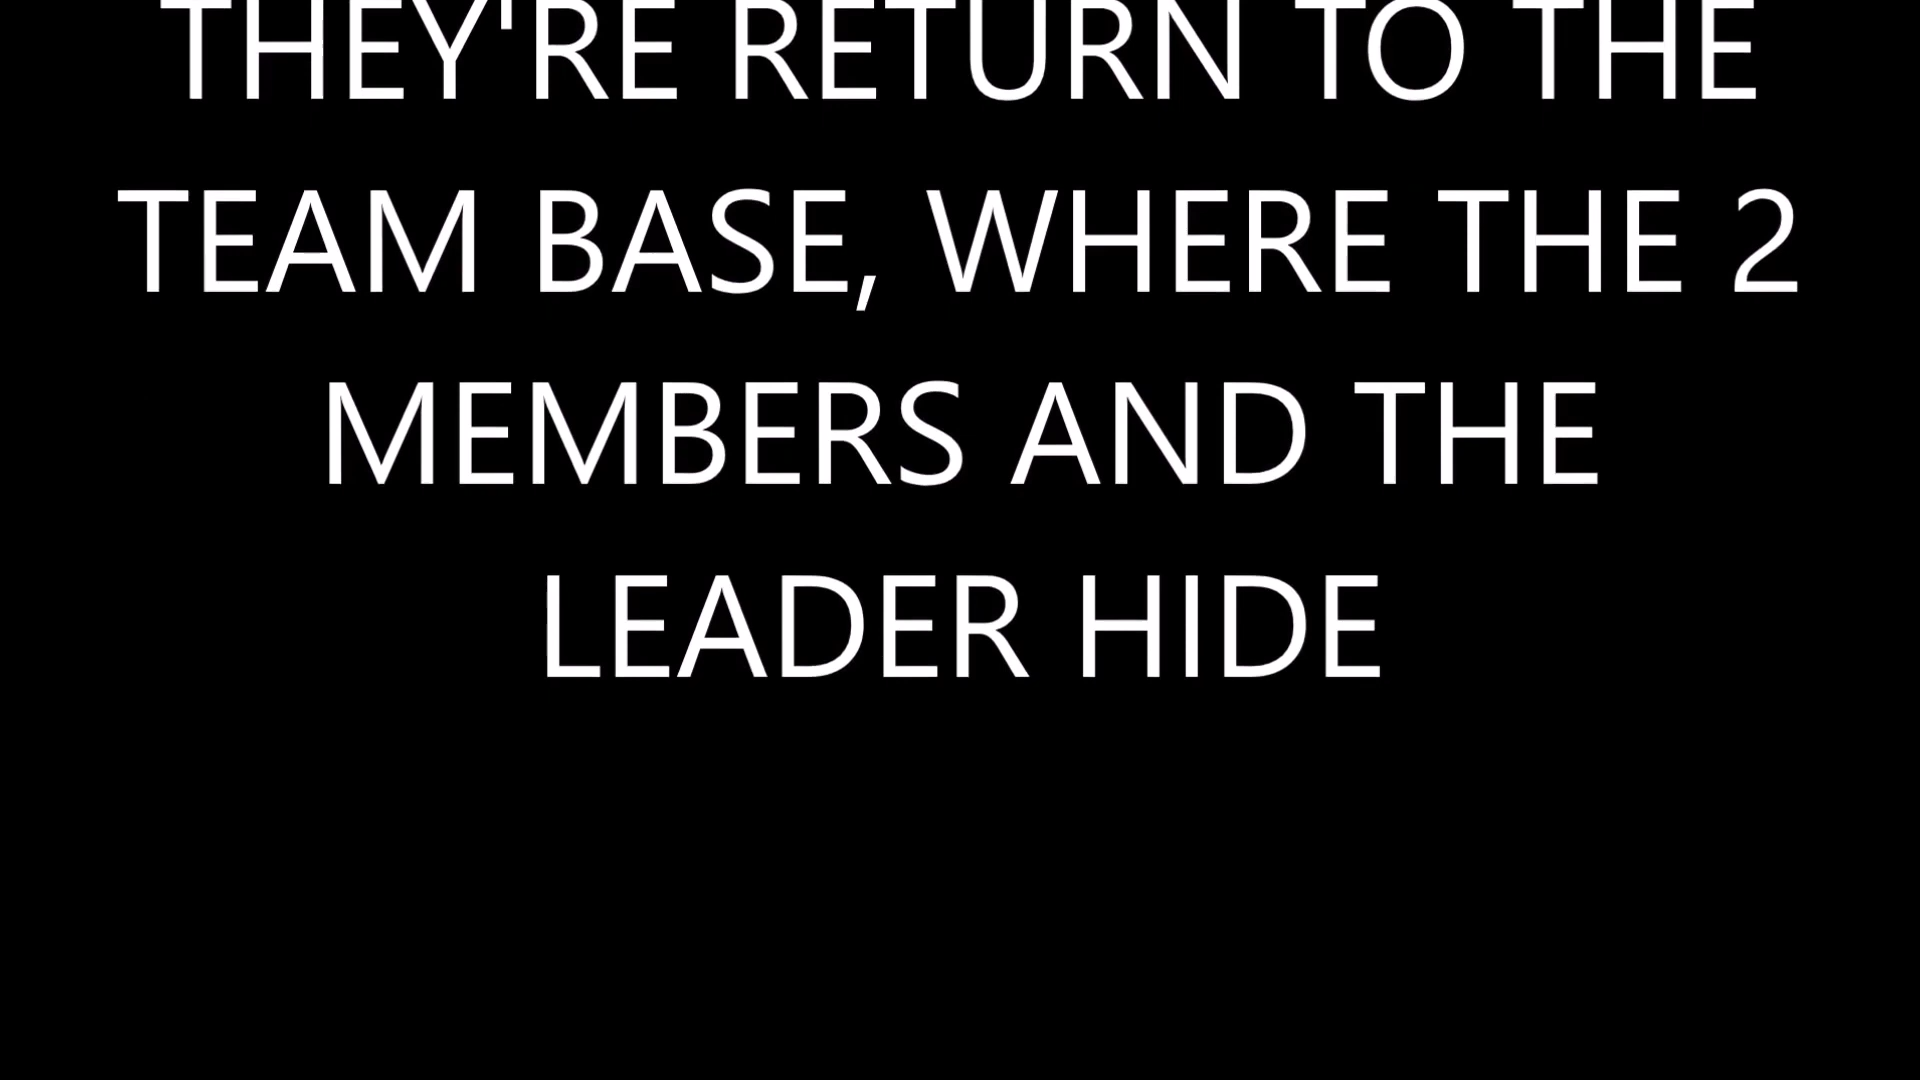 THEY'RE RETURN TO THE
TEAM BASE, WHERE THE 2
MEMBERS AND THE
LEADER HIDE